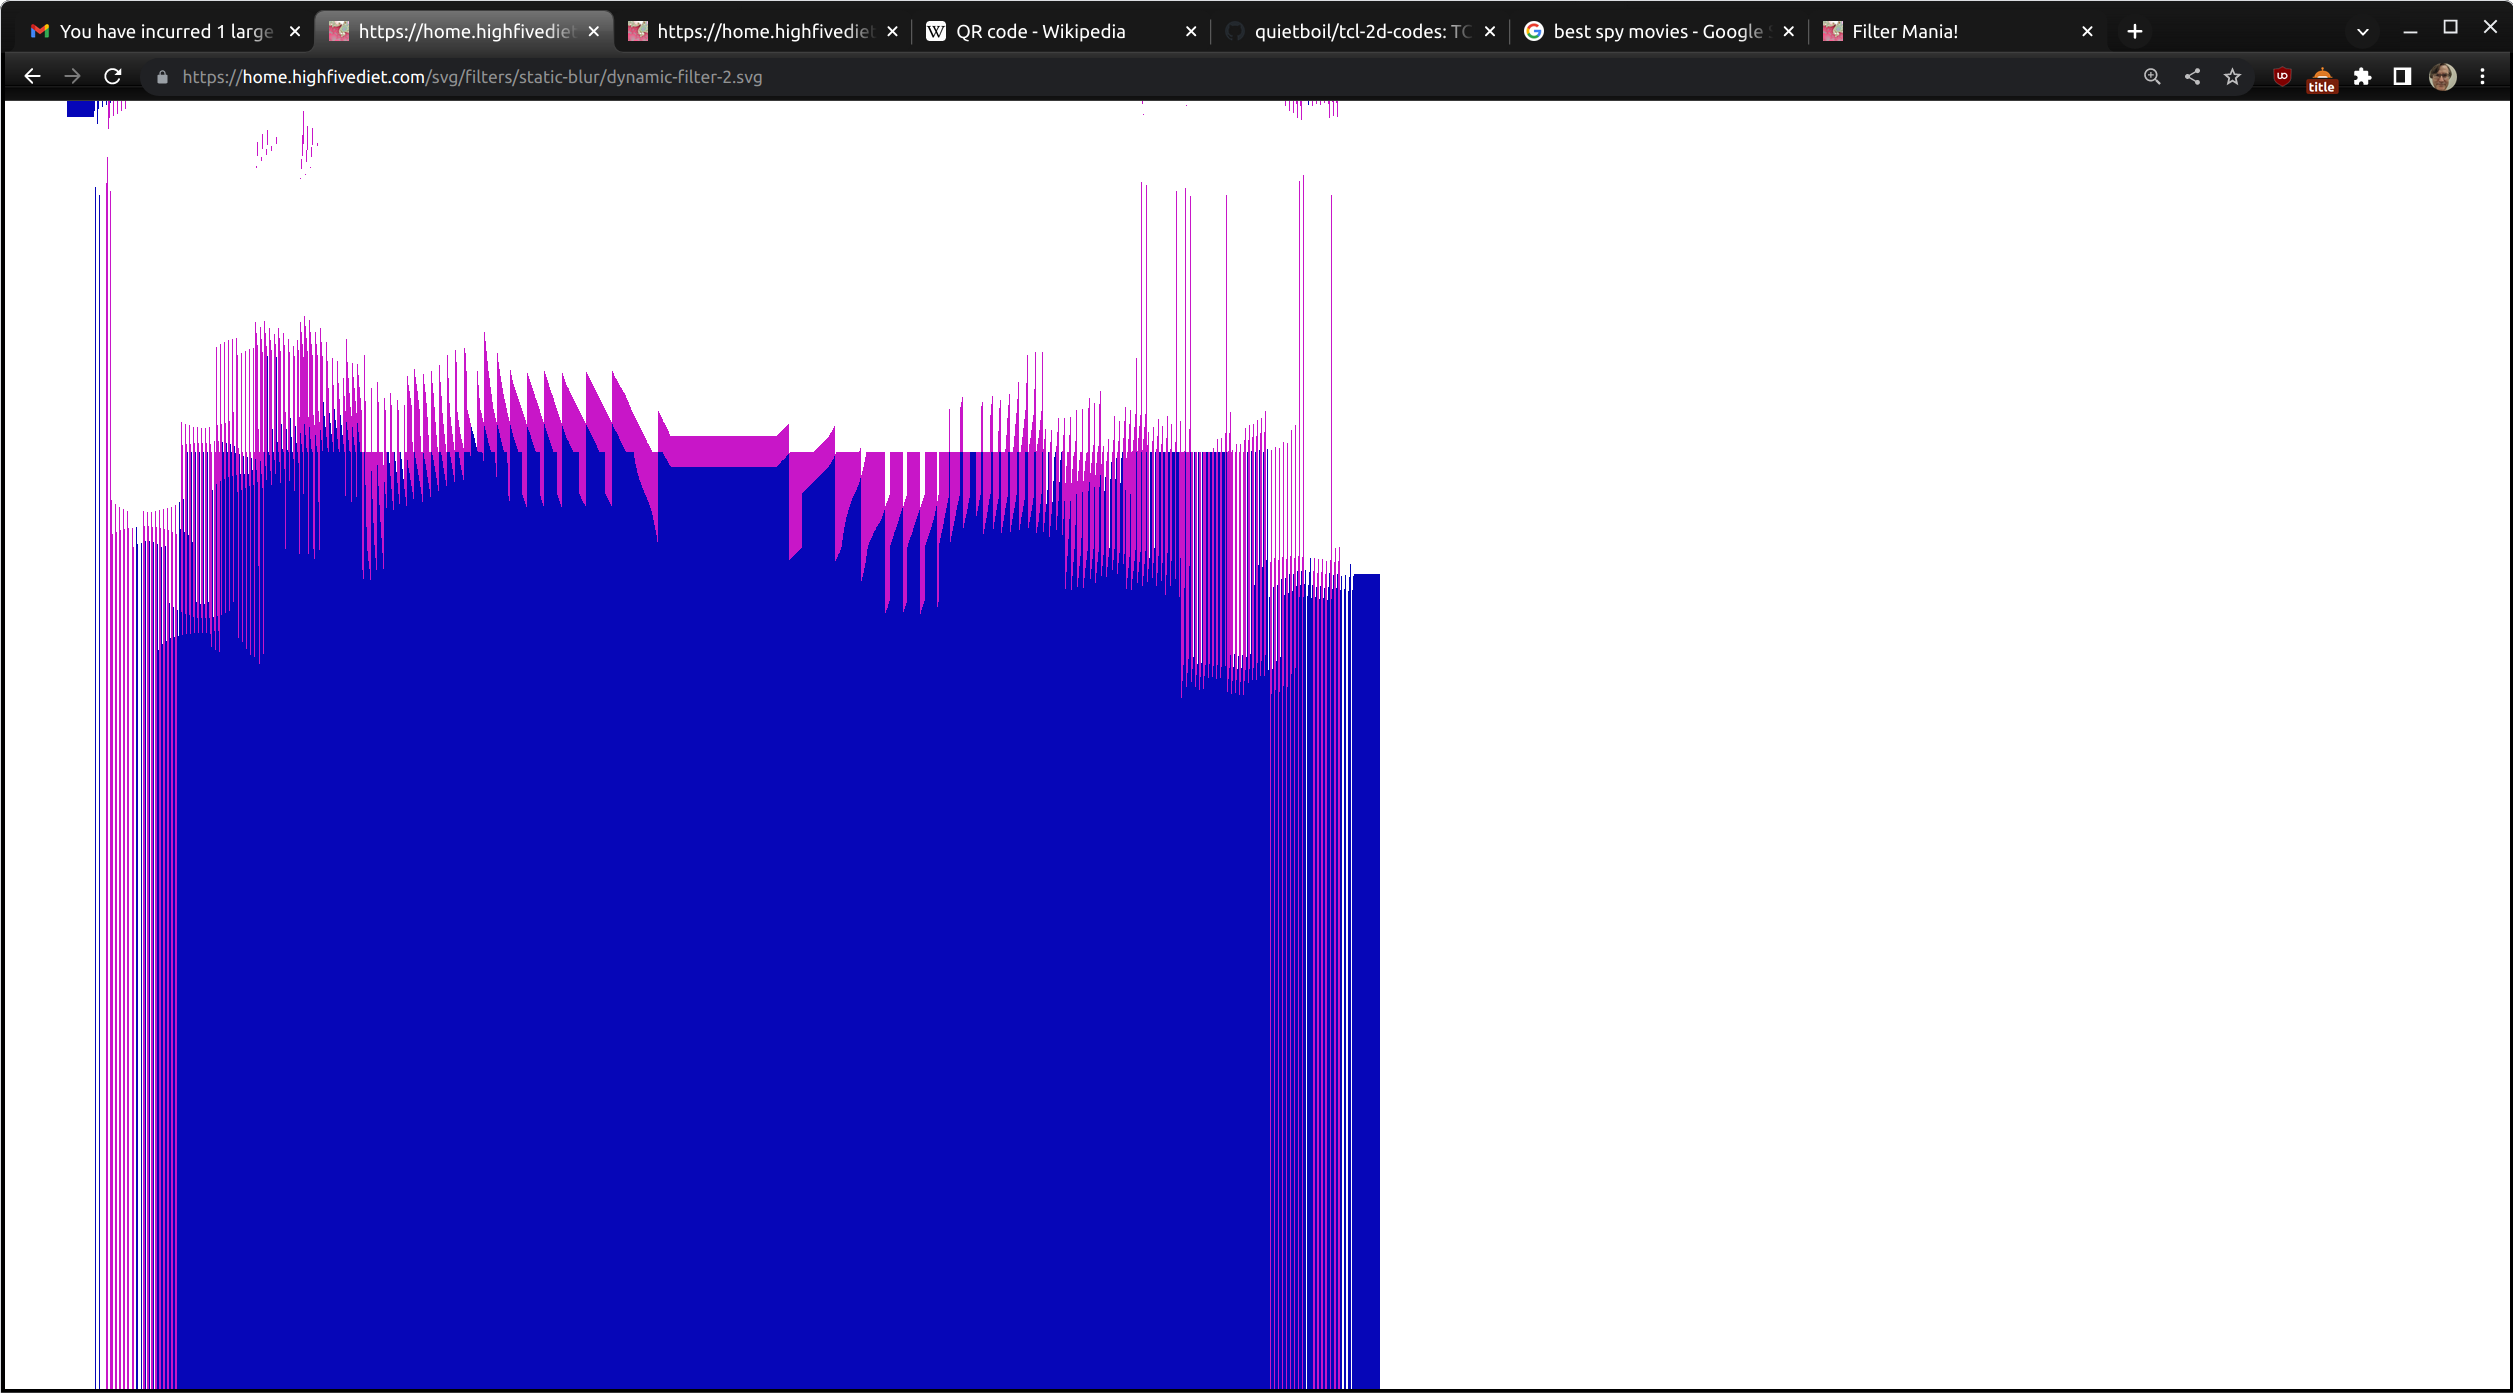 You have incurred 1 large
https://home.highfivediet
https://home.highfivediet
QR code - Wikipedia
quietboil/tcl-2d-codes: TC
best spy movies - Google S
Filter Mania!
https://home.highfivediet.com/svg/filters/static-blur/dynamic-filter-2.svg
title